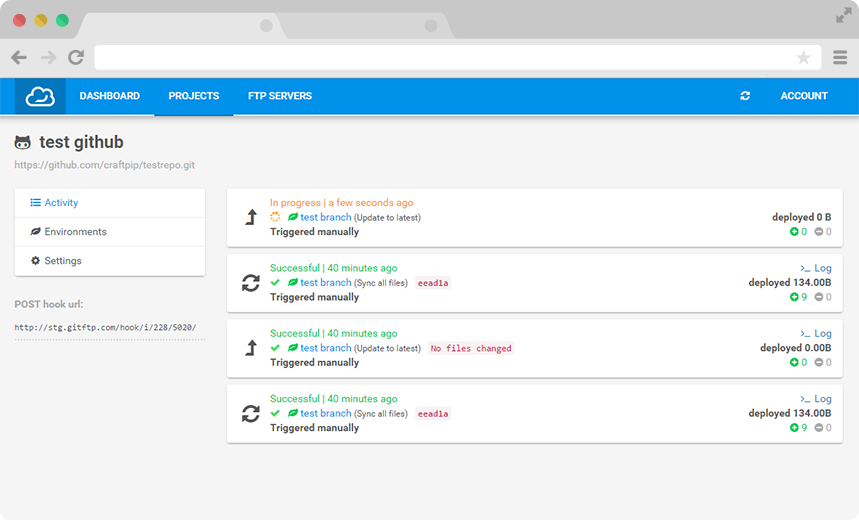 DASHBOARD PROJECTS FTP SERVERS ACCOUNT
test github
https://github.com/craftpip/testrepo.git
Activity
Environments
Settings
POST hook url:
http://stg.gitftp.com/hook/i/228/5020/
In progress | a few seconds ago
test branch (Update to latest) deployed 0 B
Triggered manually 0 0
Successful | 40 minutes ago >_ Log
test branch (Sync all files) eead1a deployed 134.00B
Triggered manually 9 0
Successful | 40 minutes ago >_ Log
test branch (Update to latest) No files changed deployed 0.00B
Triggered manually 0 0
Successful | 40 minutes ago >_ Log
test branch (Sync all files) eead1a deployed 134.00B
Triggered manually 9 0